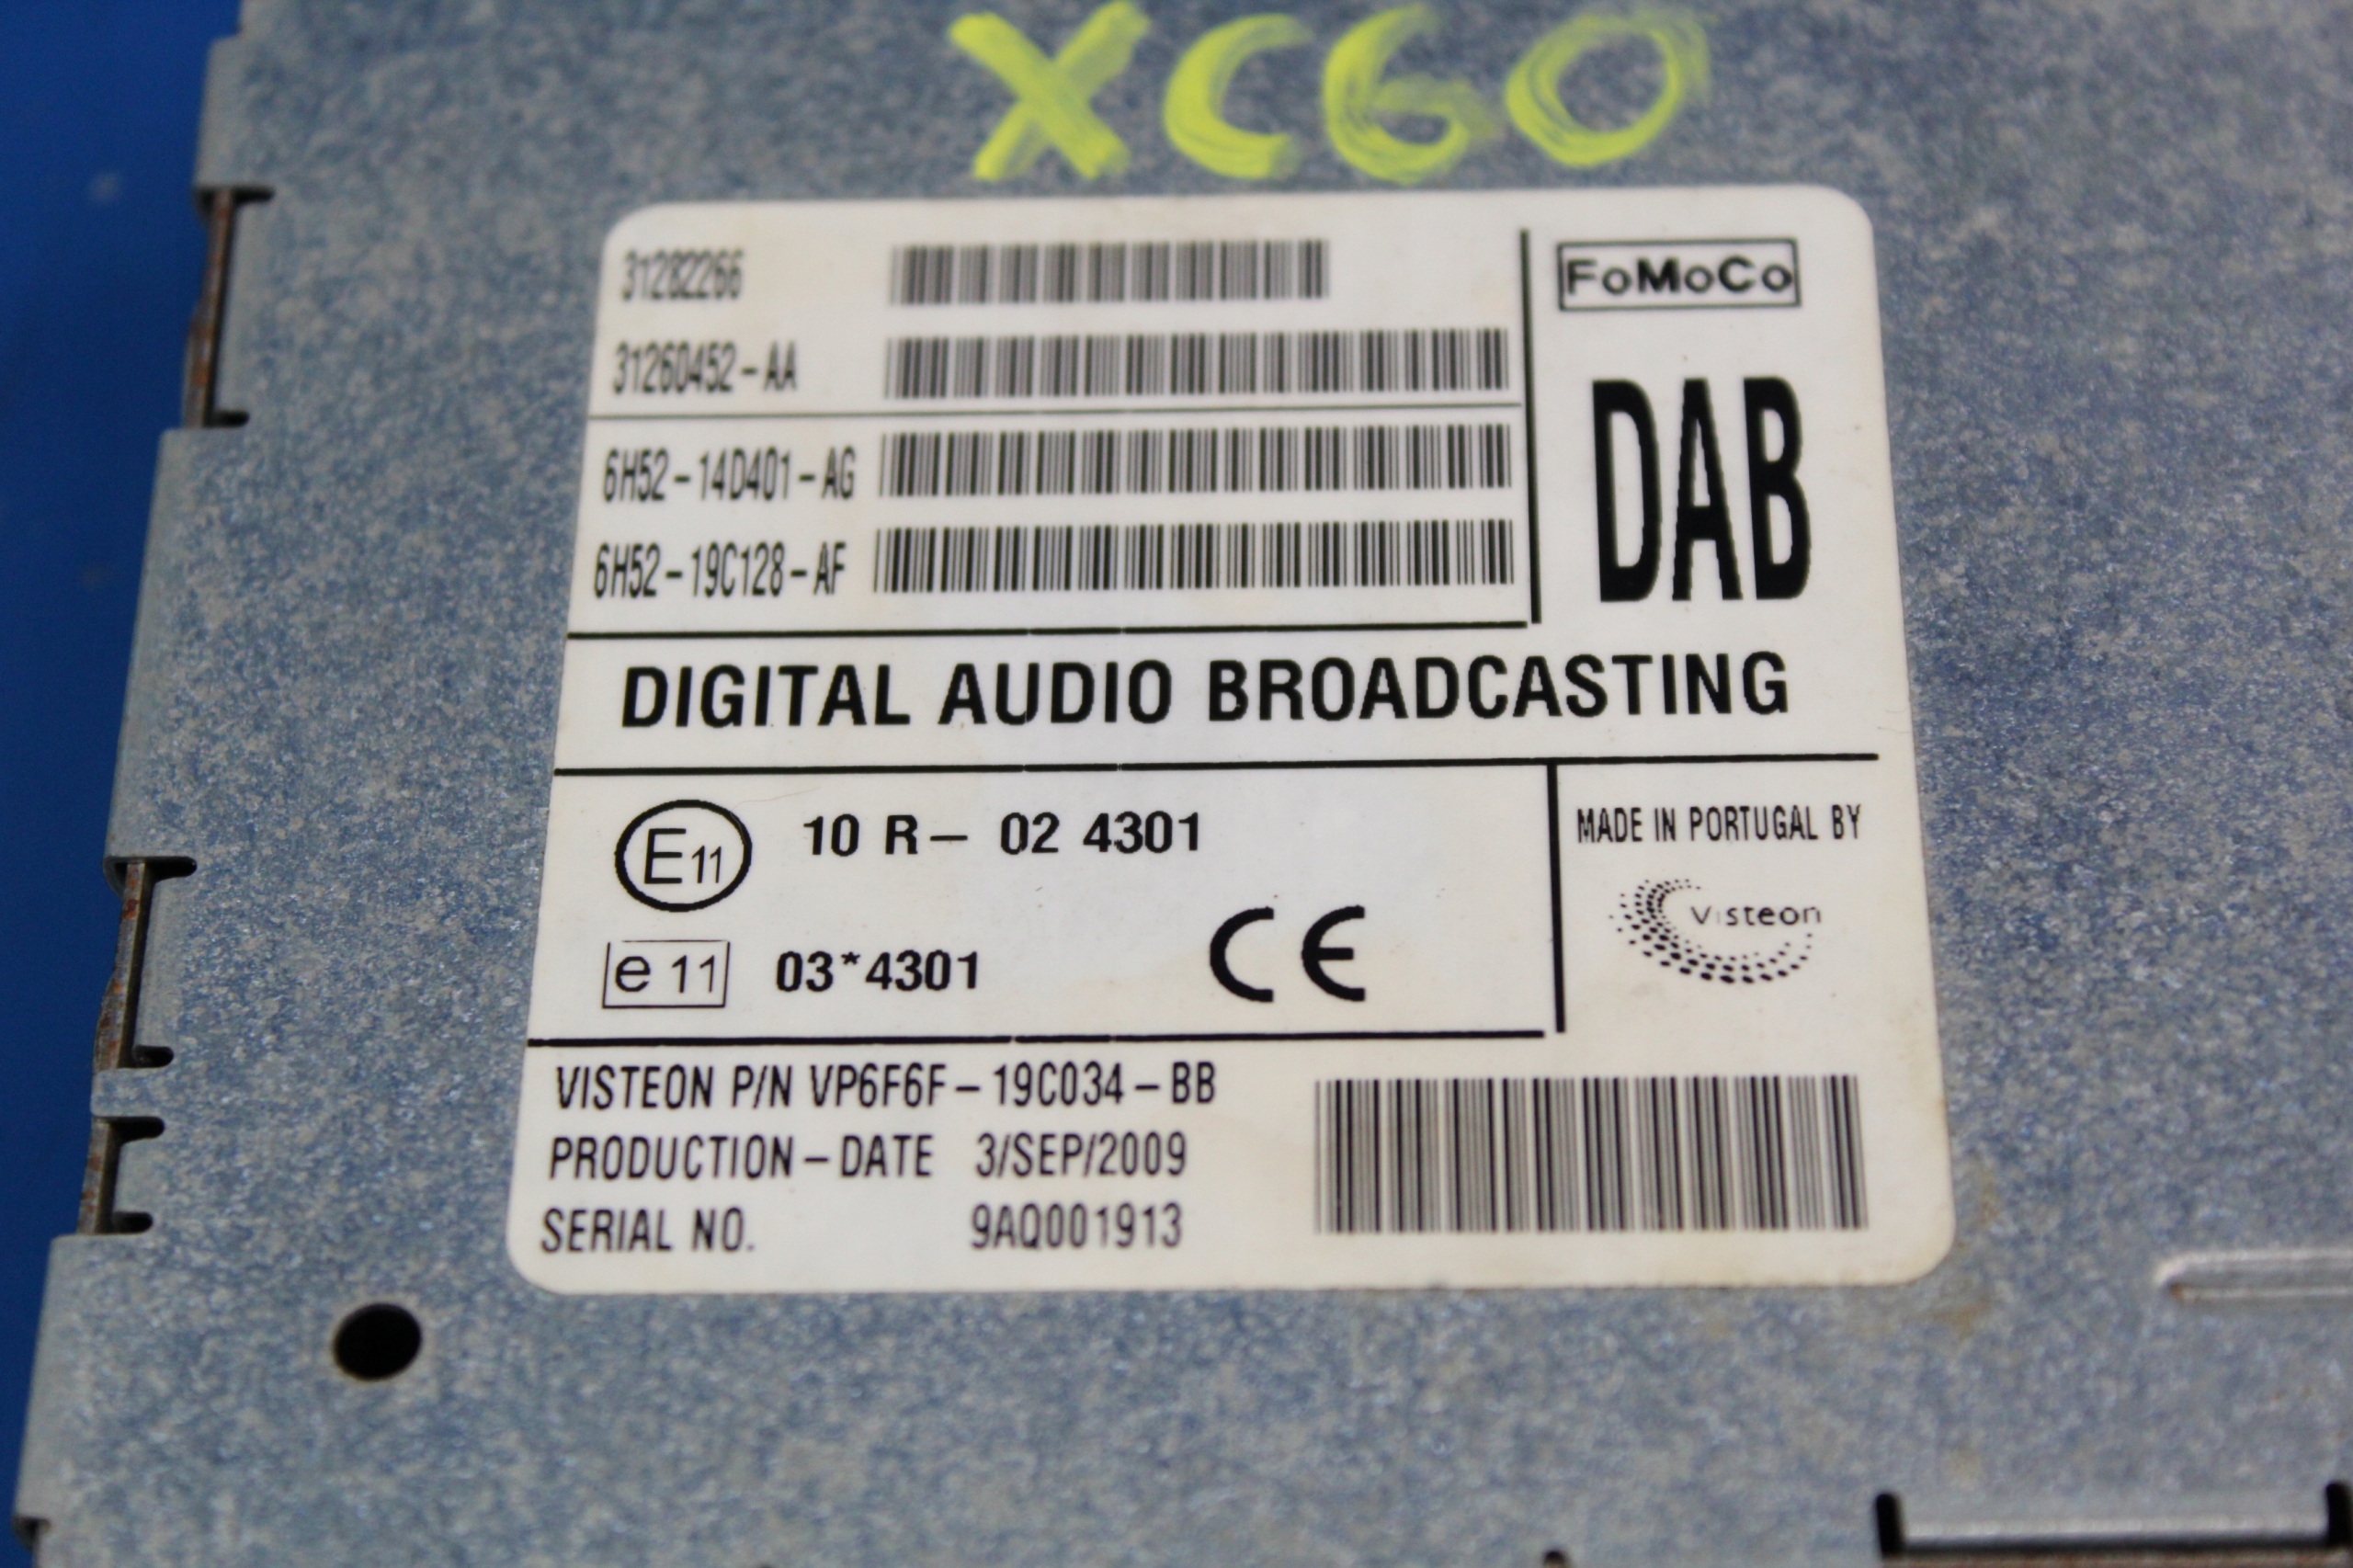 XC60
31282266
FoMoCo
31260452-AA
DAB
6H52-14D401-AG
6H52-19C128-AF
DIGITAL AUDIO BROADCASTING
E11 10 R- 02 4301
MADE IN PORTUGAL BY
Visteon
e11 03*4301 CE
VISTEON P/N VP6F6F-19C034-BB
PRODUCTION-DATE 3/SEP/2009
SERIAL NO. 9AQ001913